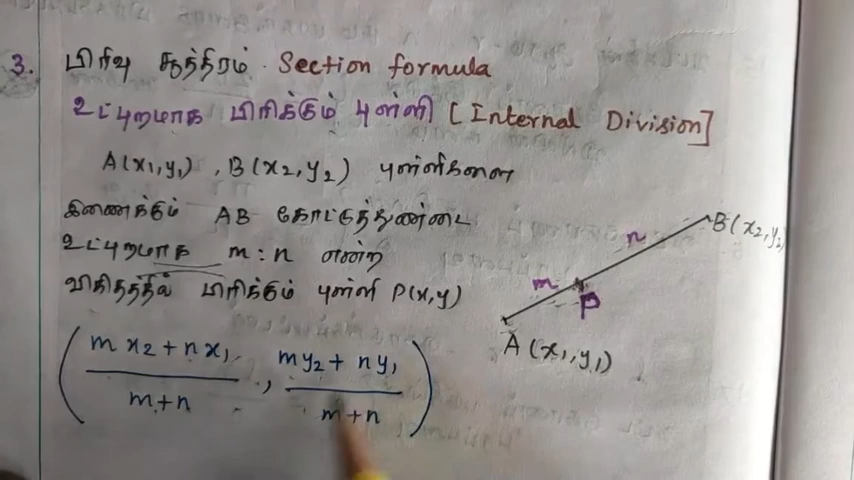 3. பிரிவு சூத்திரம். Section formula
உட்புறமாக பிரிக்கும் புள்ளி [Internal Division]
A(x₁,y₁), B(x₂,y₂) புள்ளிகளை
இணைக்கும் AB கோட்டுத்துண்டை
உட்புறமாக m:n என்ற
விகிதத்தில் பிரிக்கும் புள்ளி P(x,y)
(mx₂+nx₁/m+n, my₂+ny₁/m+n)
B(x₂,y₂)
n
m
P
A(x₁,y₁)